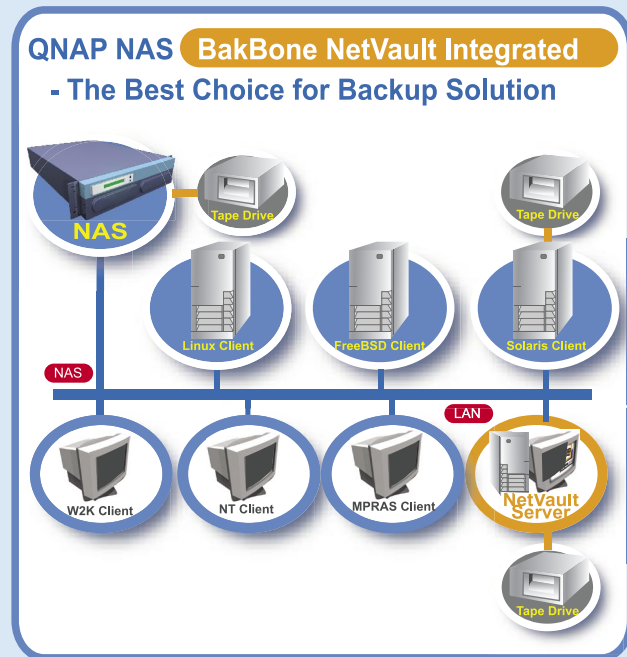 QNAP NAS BakBone NetVault Integrated
- The Best Choice for Backup Solution
NAS
Tape Drive
Tape Drive
Linux Client
FreeBSD Client
Solaris Client
NAS
LAN
W2K Client
NT Client
MPRAS Client
NetVault
Server
Tape Drive